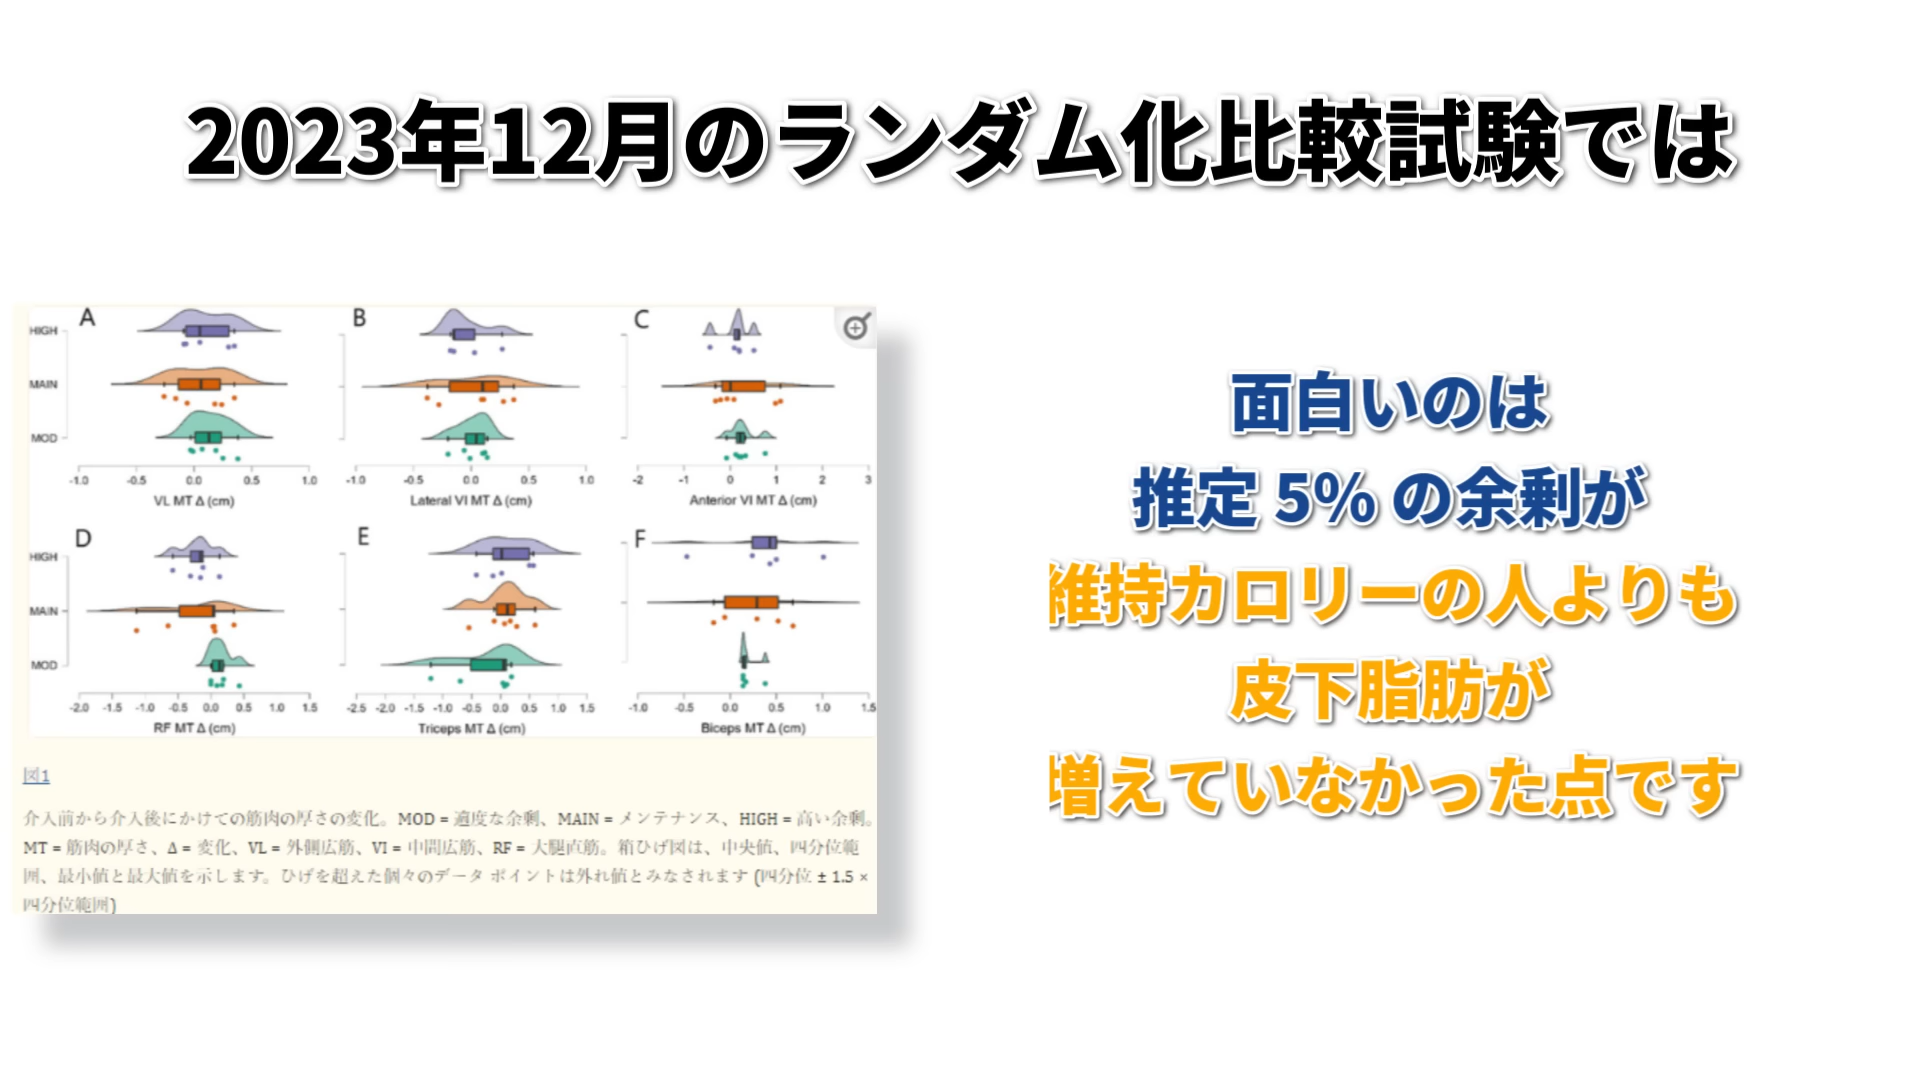 2023年12月のランダム化比較試験では
A
B
C
HIGH
MAIN
MOD
-1.0 -0.5 0.0 0.5 1.0
-1.0 -0.5 0.0 0.5 1.0
-2 -1 0 1 2 3
VL MT Δ (cm)
Lateral VI MT Δ (cm)
Anterior VI MT Δ (cm)
D
E
F
HIGH
MAIN
MOD
-2.0 -1.5 -1.0 -0.5 0.0 0.5 1.0 1.5
-2.5 -2.0 -1.5 -1.0 -0.5 0.0 0.5 1.0 1.5
-1.0 -0.5 0.0 0.5 1.0 1.5
RF MT Δ (cm)
Triceps MT Δ (cm)
Biceps MT Δ (cm)
図1
介入前から介入後にかけての筋肉の厚さの変化。MOD = 適度な余剰、MAIN = メンテナンス、HIGH = 高い余剰。
MT = 筋肉の厚さ、Δ = 変化、VL = 外側広筋、VI = 中間広筋、RF = 大腿直筋。箱ひげ図は、中央値、四分位範
囲、最小値と最大値を示します。ひげを超えた個々のデータ ポイントは外れ値とみなされます (四分位 ± 1.5 ×
四分位範囲)
面白いのは
推定 5% の余剰が
維持カロリーの人よりも
皮下脂肪が
増えていなかった点です